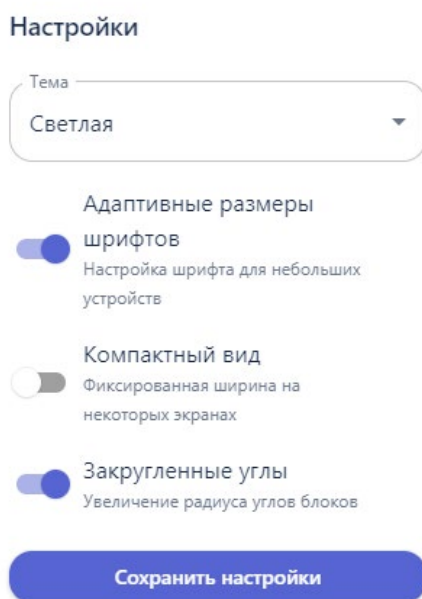 Настройки
Тема
Светлая
Адаптивные размеры
шрифтов
Настройка шрифта для небольших
устройств
Компактный вид
Фиксированная ширина на
некоторых экранах
Закругленные углы
Увеличение радиуса углов блоков
Сохранить настройки